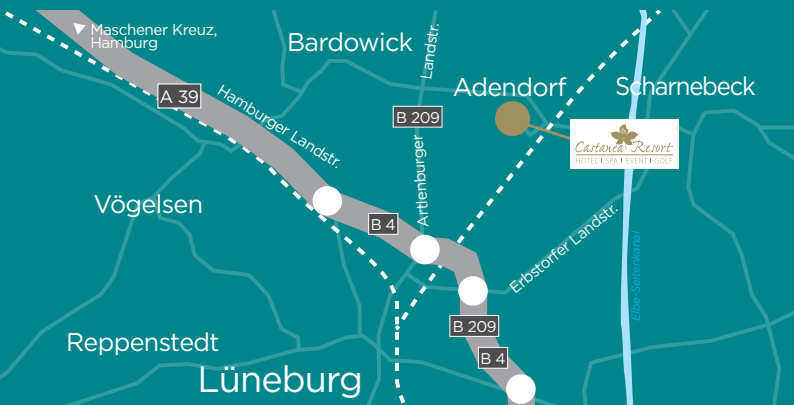 Maschener Kreuz,
Hamburg
Bardowick
Landstr.
Adendorf
Scharnebeck
A 39
Hamburger Landstr.
B 209
Castanea Resort
HOTEL I SPA I EVENT I GOLF
Artlenburger
Vögelsen
B 4
Erbstorfer Landstr.
Elbe-Seitenkanal
B 209
Reppenstedt
B 4
Lüneburg